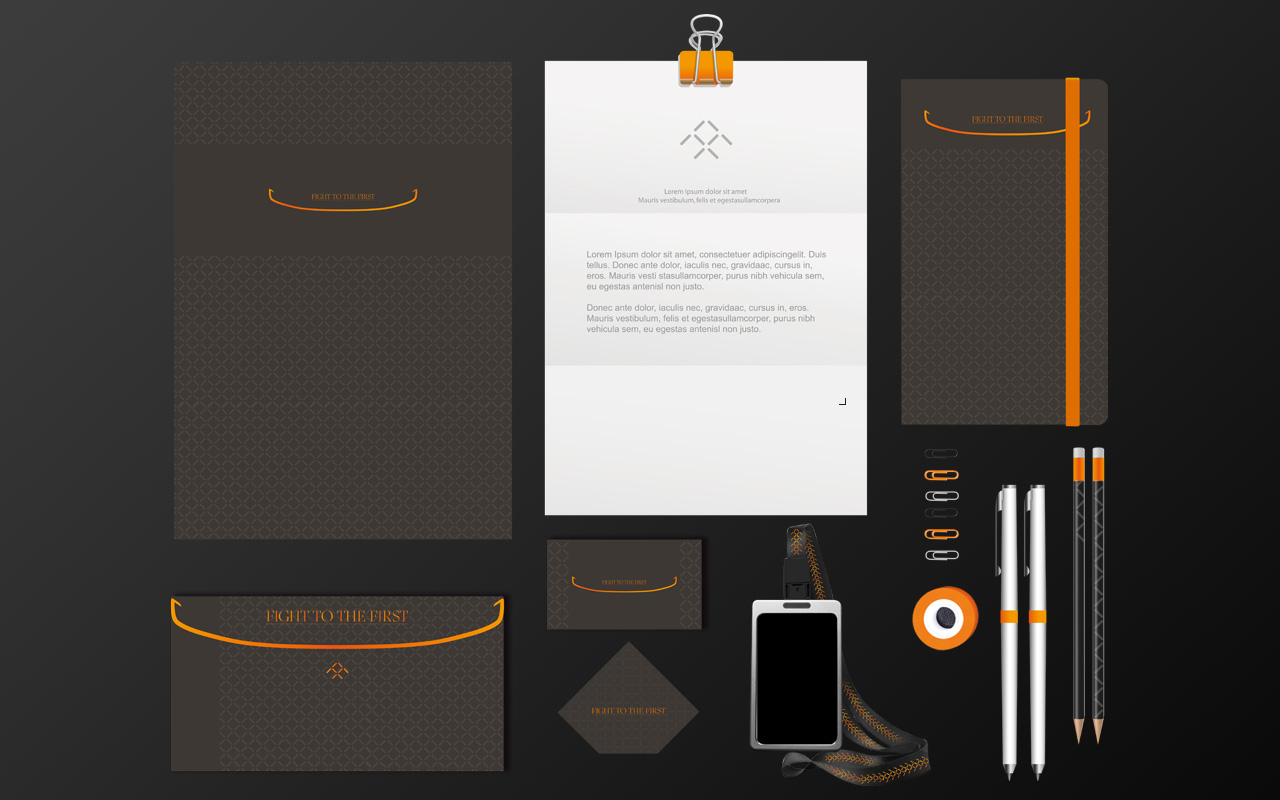 FIGHT TO THE FIRST
Lorem Ipsum dolor sit amet
Mauris vestibulum, felis et egestasullamcorpera
Lorem Ipsum dolor sit amet, consectetuer adipiscingelit. Duis
tellus. Donec ante dolor, iaculis nec, gravidaac, cursus in,
eros. Mauris vesti stasullamcorper, purus nibh vehicula sem,
eu egestas antenisl non justo.
Donec ante dolor, iaculis nec, gravidaac, cursus in, eros.
Mauris vestibulum, felis et egestasullamcorper, purus nibh
vehicula sem, eu egestas antenisl non justo.
FIGHT TO THE FIRST
FIGHT TO THE FIRST
FIGHT TO THE FIRST
FIGHT TO THE FIRST